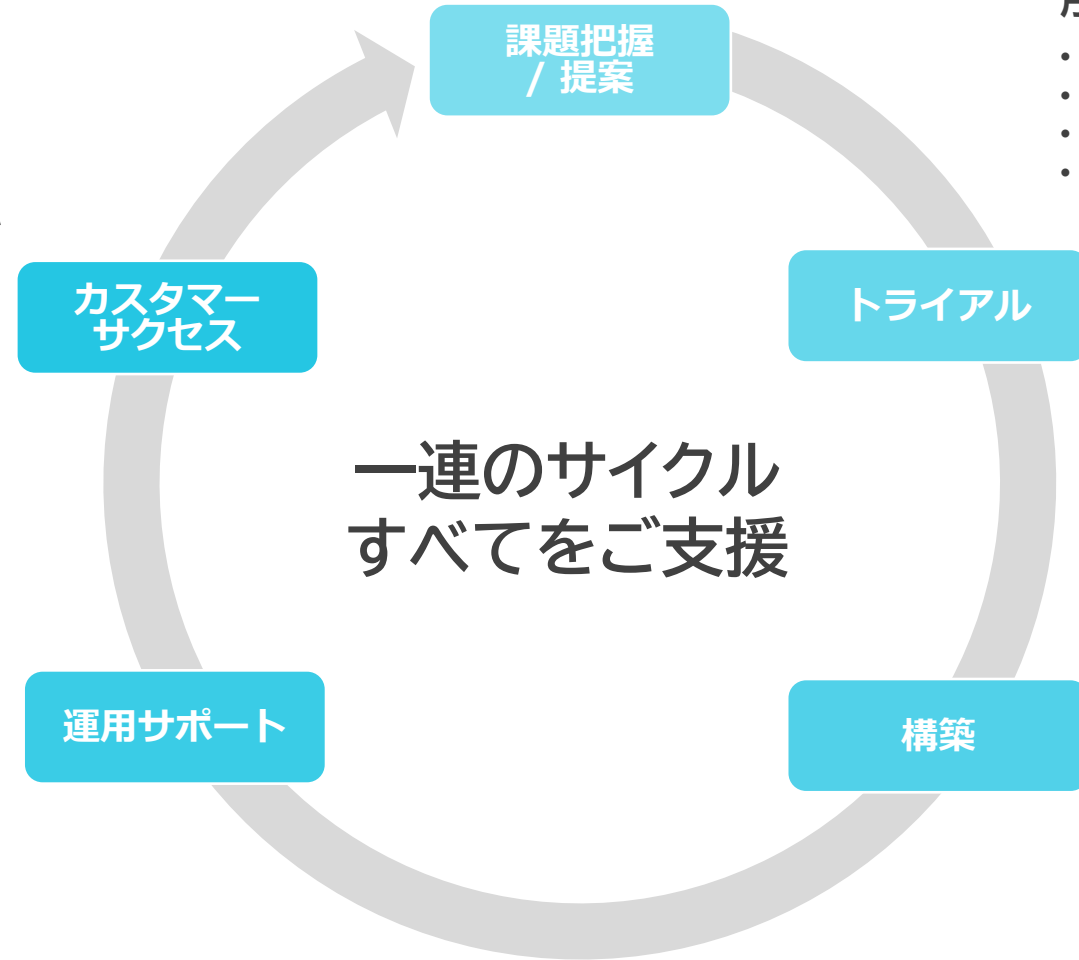 課題把握
/ 提案
トライアル
カスタマー
サクセス
一連のサイクル
すべてをご支援
運用サポート
構築